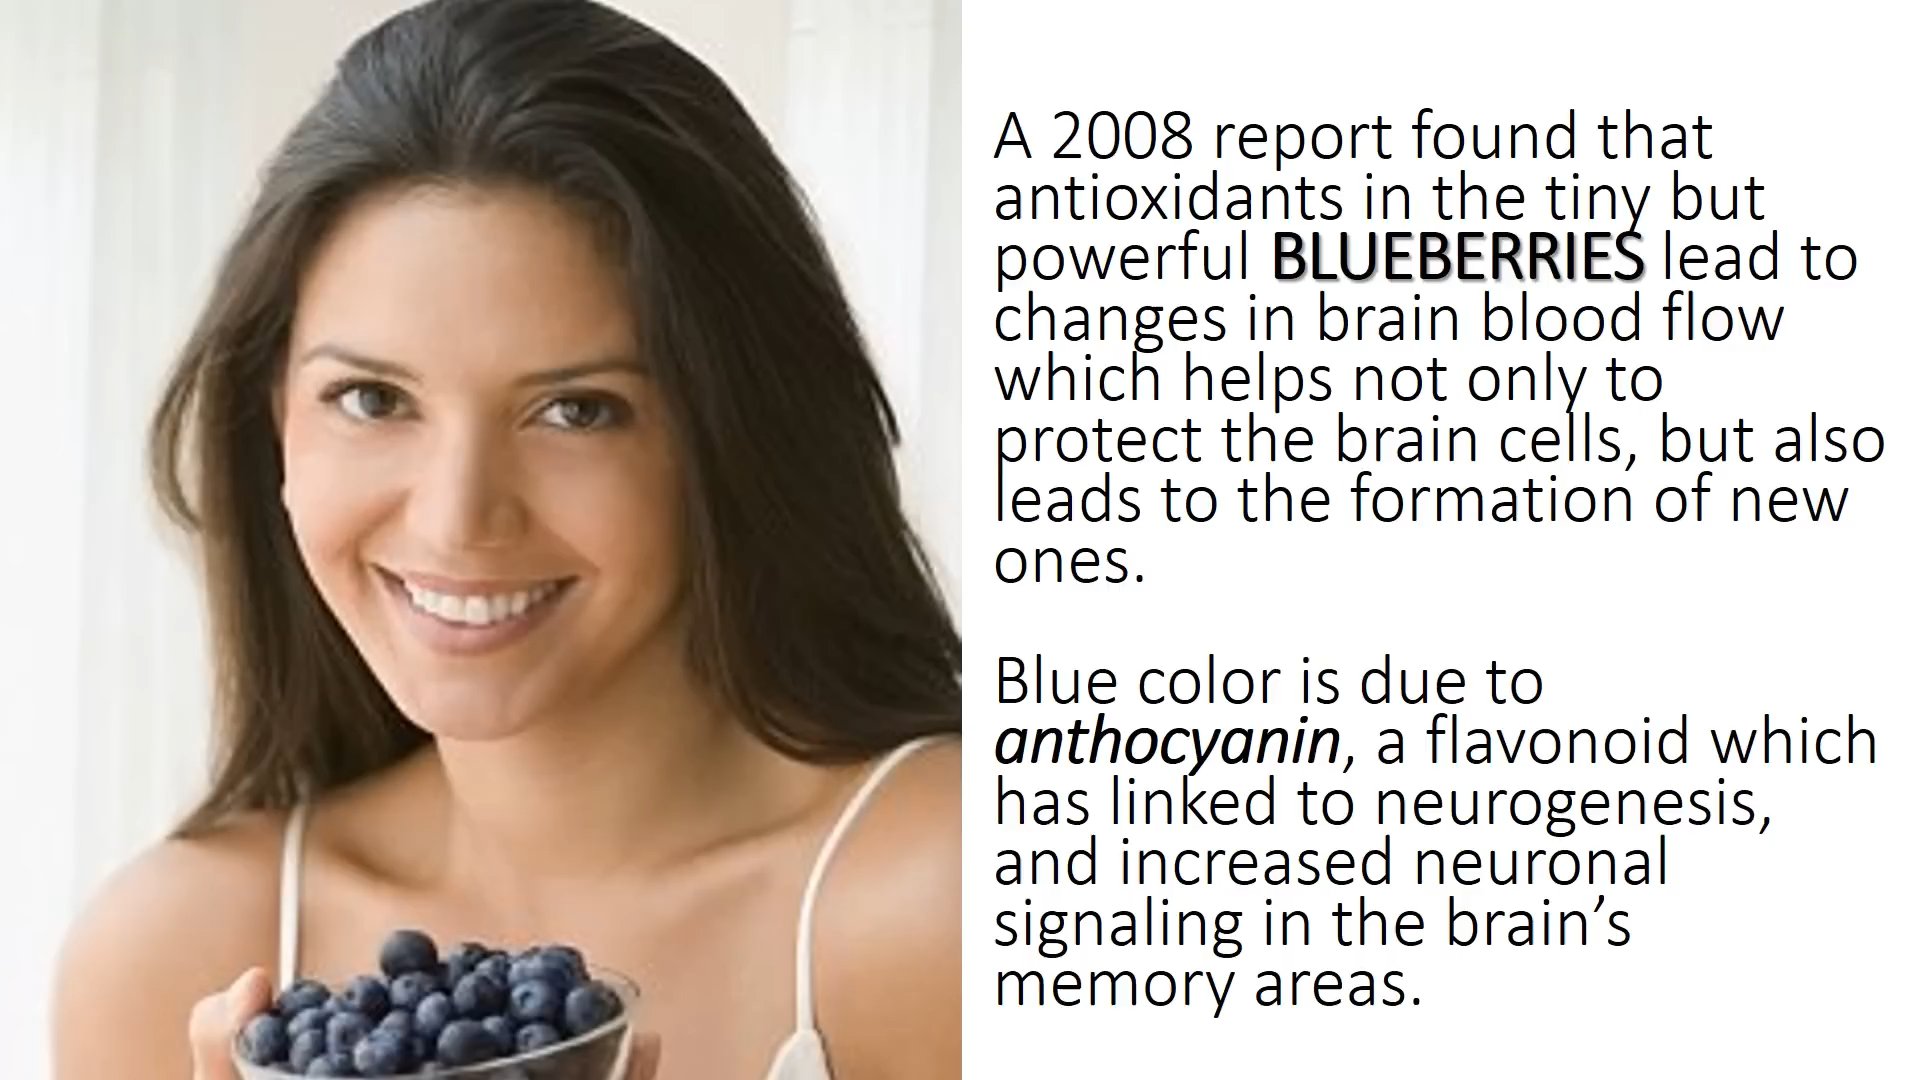 A 2008 report found that
antioxidants in the tiny but
powerful BLUEBERRIES lead to
changes in brain blood flow
which helps not only to
protect the brain cells, but also
leads to the formation of new
ones.
Blue color is due to
anthocyanin, a flavonoid which
has linked to neurogenesis,
and increased neuronal
signaling in the brain’s
memory areas.